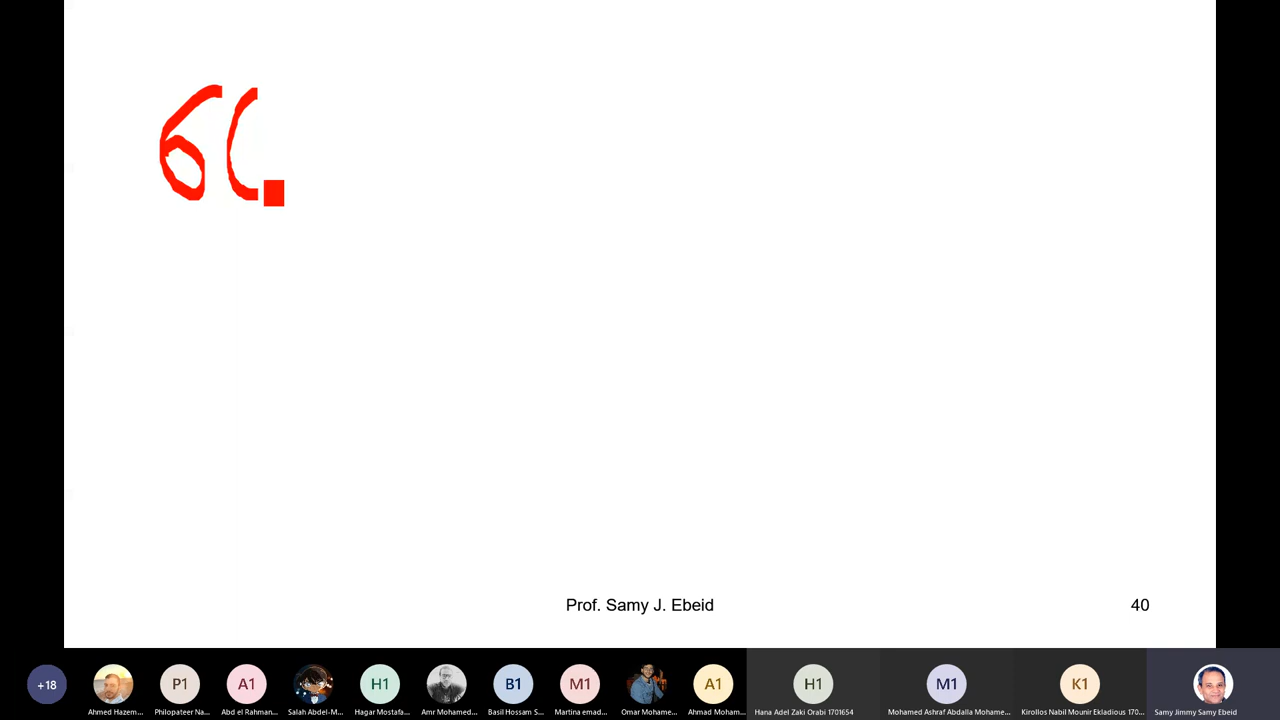 6(
Prof. Samy J. Ebeid
40
+18
P1
A1
H1
B1
M1
A1
H1
M1
K1
Ahmed Hazem...
Philopateer Na...
Abd el Rahman...
Salah Abdel-M...
Hagar Mostafa...
Amr Mohamed...
Basil Hossam S...
Martina emad...
Omar Mohame...
Ahmad Moham...
Hana Adel Zaki Orabi 1701654
Mohamed Ashraf Abdalla Mohame...
Kirollos Nabil Mounir Ekladious 170...
Samy Jimmy Samy Ebeid